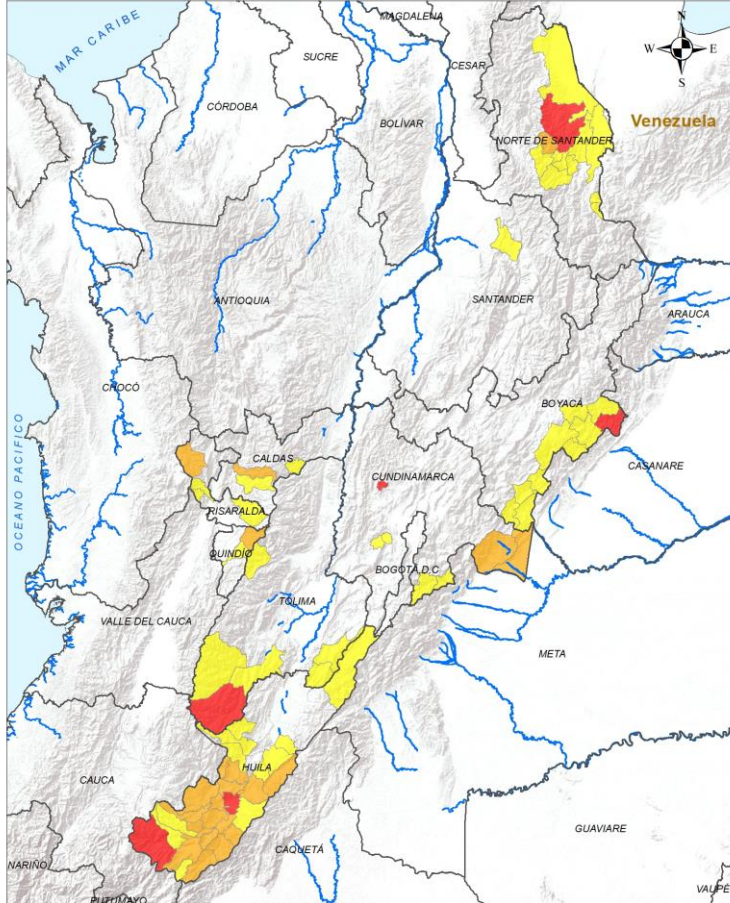 MAGDALENA
N
MAR CARIBE
SUCRE
CESAR
W
E
S
CÓRDOBA
BOLÍVAR
Venezuela
NORTE DE SANTANDER
ANTIOQUIA
SANTANDER
ARAUCA
CHOCÓ
BOYACÁ
OCEANO PACIFICO
CALDAS
CUNDINAMARCA
CASANARE
RISARALDA
QUINDÍO
BOGOTÁ D.C
TOLIMA
VALLE DEL CAUCA
META
HUILA
CAUCA
GUAVIARE
CAQUETÁ
NARIÑO
PUTUMAYO
VAUPÉ